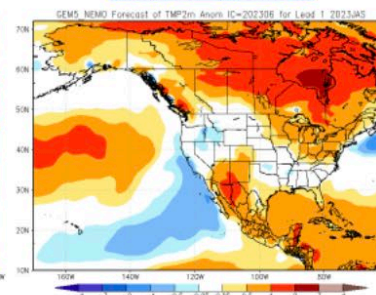 GEM5_NEMO Forecast of TMP2m Anom IC=202306 for Lead 1 2023JAS
70N
60N
50N
40N
30N
20N
10N
160W 140W 120W 100W 80W